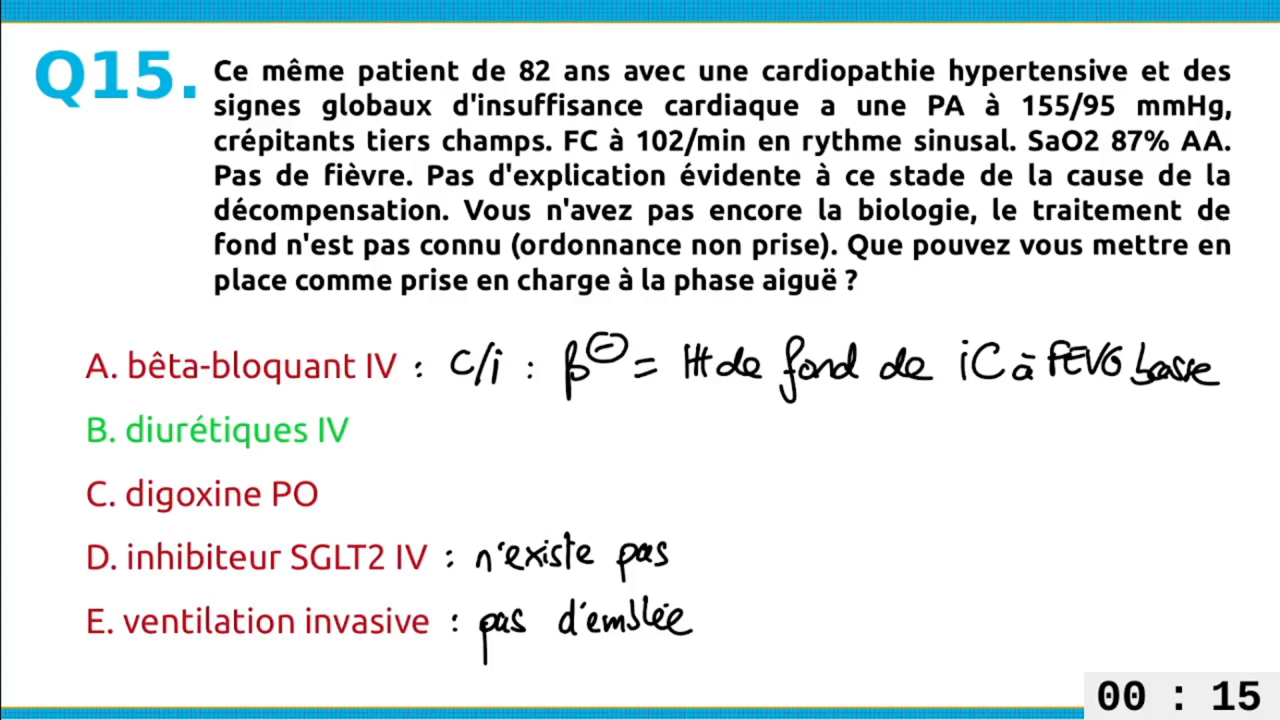 Q15.
Ce même patient de 82 ans avec une cardiopathie hypertensive et des
signes globaux d'insuffisance cardiaque a une PA à 155/95 mmHg,
crépitants tiers champs. FC à 102/min en rythme sinusal. SaO2 87% AA.
Pas de fièvre. Pas d'explication évidente à ce stade de la cause de la
décompensation. Vous n'avez pas encore la biologie, le traitement de
fond n'est pas connu (ordonnance non prise). Que pouvez vous mettre en
place comme prise en charge à la phase aiguë ?
A. bêta-bloquant IV : C/i : β⊖ = ttt de fond de iC à FEVG basse
B. diurétiques IV
C. digoxine PO
D. inhibiteur SGLT2 IV : n'existe pas
E. ventilation invasive : pas d'emblée
00 : 15